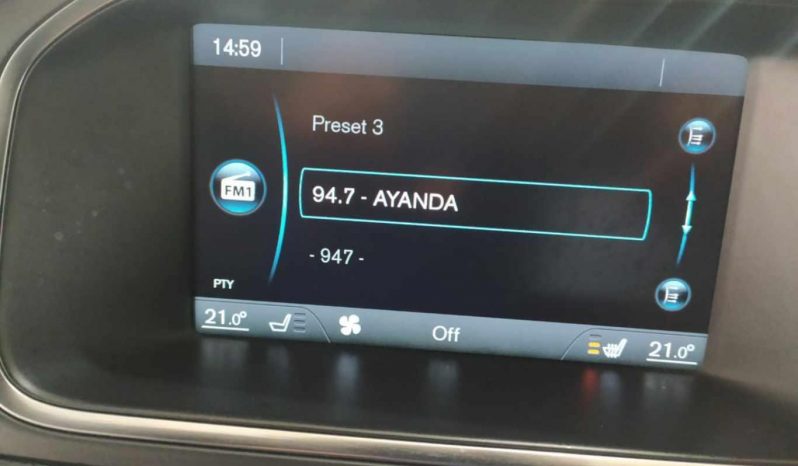 14:59
Preset 3
FM1
94.7 - AYANDA
- 947 -
PTY
21.0° Off 21.0°